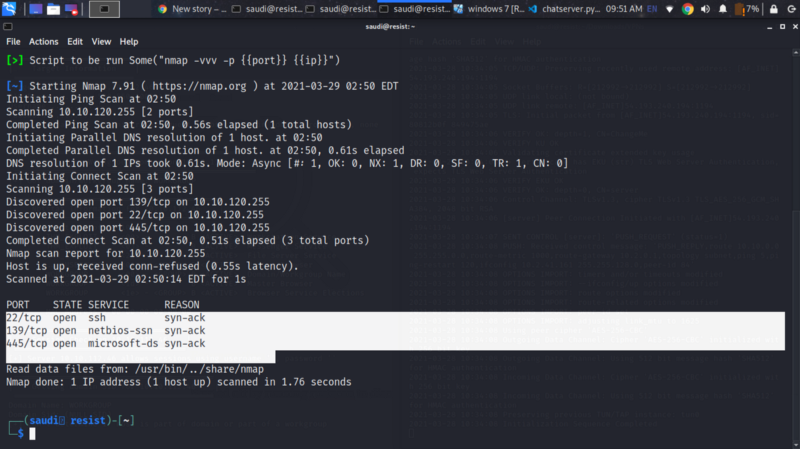 New story – ...
saudi@resist...
saudi@resist...
saudi@resist...
windows 7 [R...
chatserver.py...
09:51 AM
EN
7%
saudi@resist: ~
File Actions Edit View Help
[>] Script to be run Some("nmap -vvv -p {{port}} {{ip}}")
[~] Starting Nmap 7.91 ( https://nmap.org ) at 2021-03-29 02:50 EDT
Initiating Ping Scan at 02:50
Scanning 10.10.120.255 [2 ports]
Completed Ping Scan at 02:50, 0.56s elapsed (1 total hosts)
Initiating Parallel DNS resolution of 1 host. at 02:50
Completed Parallel DNS resolution of 1 host. at 02:50, 0.61s elapsed
DNS resolution of 1 IPs took 0.61s. Mode: Async [#: 1, OK: 0, NX: 1, DR: 0, SF: 0, TR: 1, CN: 0]
Initiating Connect Scan at 02:50
Scanning 10.10.120.255 [3 ports]
Discovered open port 139/tcp on 10.10.120.255
Discovered open port 22/tcp on 10.10.120.255
Discovered open port 445/tcp on 10.10.120.255
Completed Connect Scan at 02:50, 0.51s elapsed (3 total ports)
Nmap scan report for 10.10.120.255
Host is up, received conn-refused (0.55s latency).
Scanned at 2021-03-29 02:50:14 EDT for 1s
PORT STATE SERVICE REASON
22/tcp open ssh syn-ack
139/tcp open netbios-ssn syn-ack
445/tcp open microsoft-ds syn-ack
Read data files from: /usr/bin/../share/nmap
Nmap done: 1 IP address (1 host up) scanned in 1.76 seconds
(saudi resist)-[~]
$